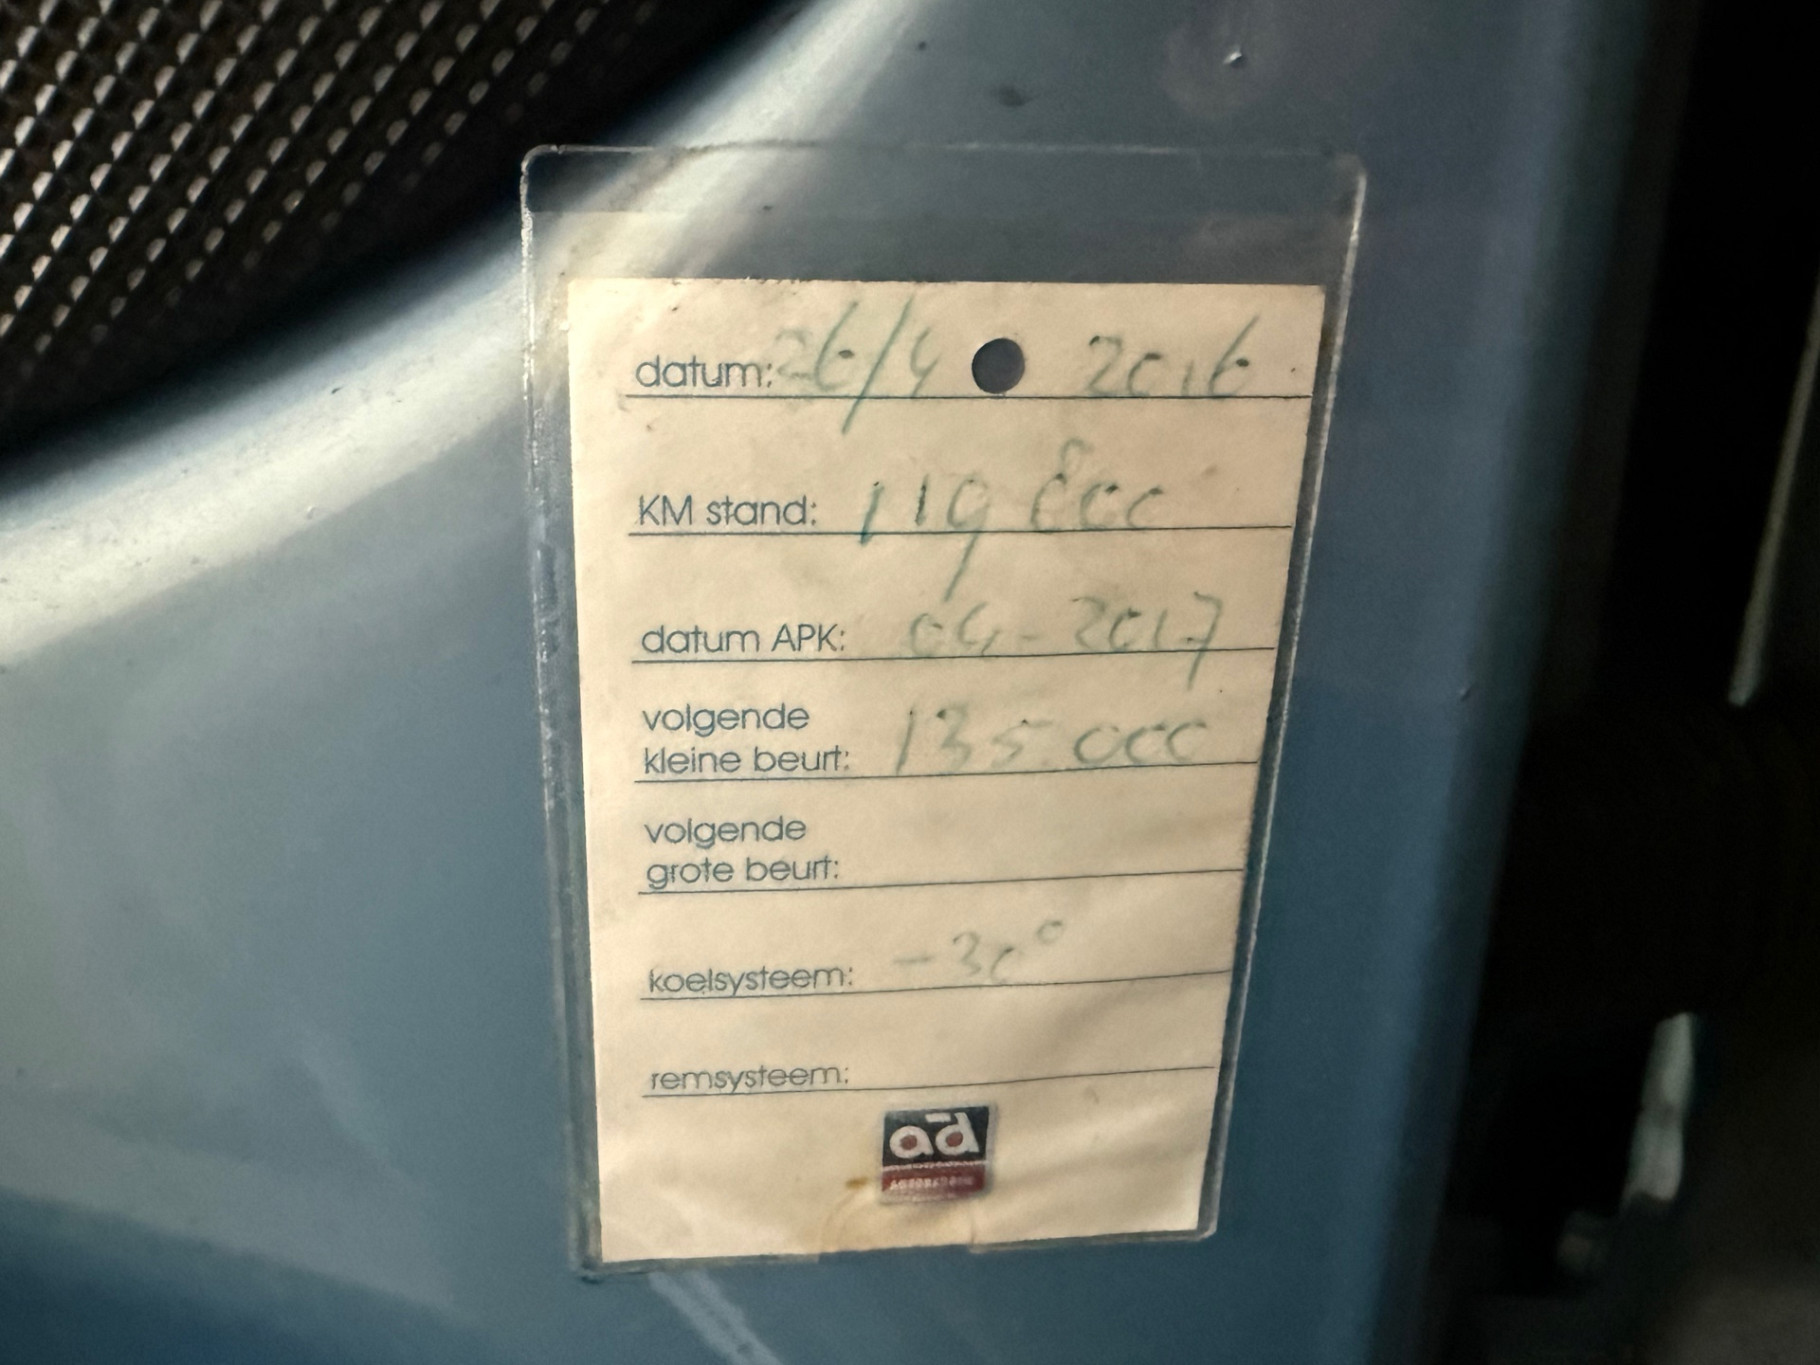 datum: 26/4 2016
KM stand: 119 800
datum APK: 04-2017
volgende
kleine beurt: 135.000
volgende
grote beurt:
koelsysteem: -30°
remsysteem:
ad